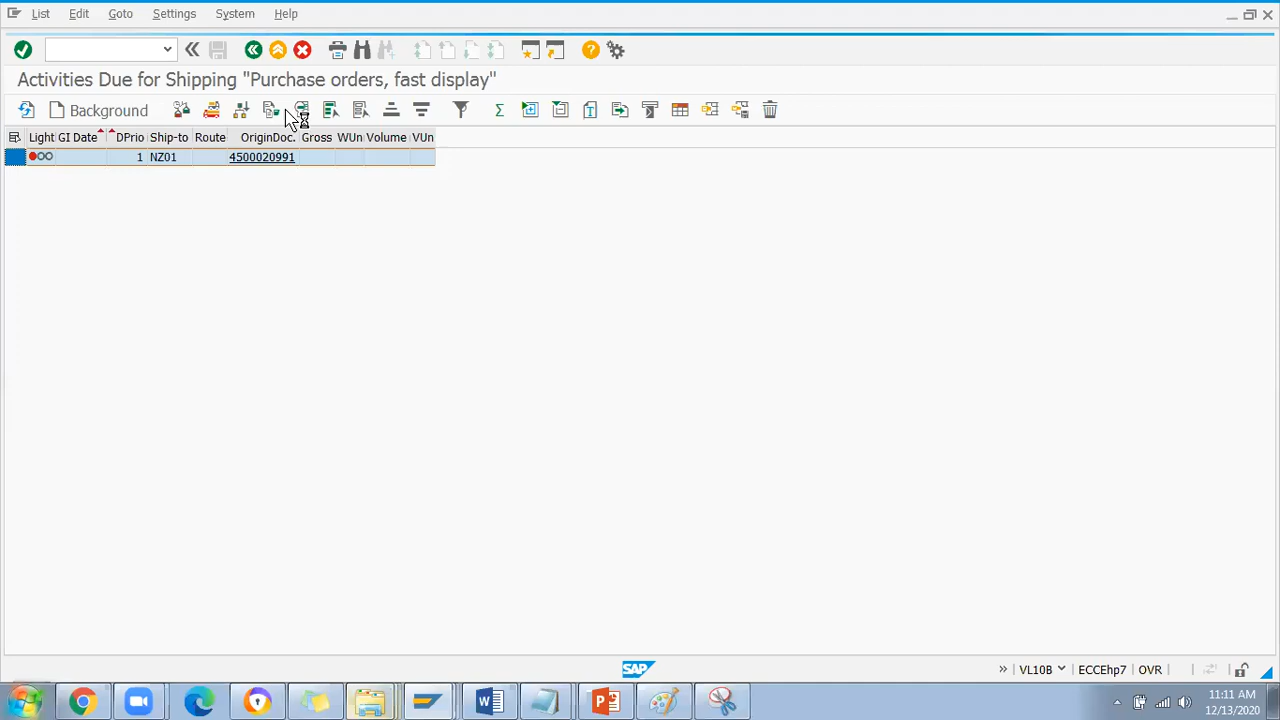 List Edit Goto Settings System Help
Activities Due for Shipping "Purchase orders, fast display"
Background
Light GI Date DPrio Ship-to Route OriginDoc. Gross WUn Volume VUn
1 NZ01 4500020991
SAP VL10B ECCEhp7 OVR
11:11 AM
12/13/2020